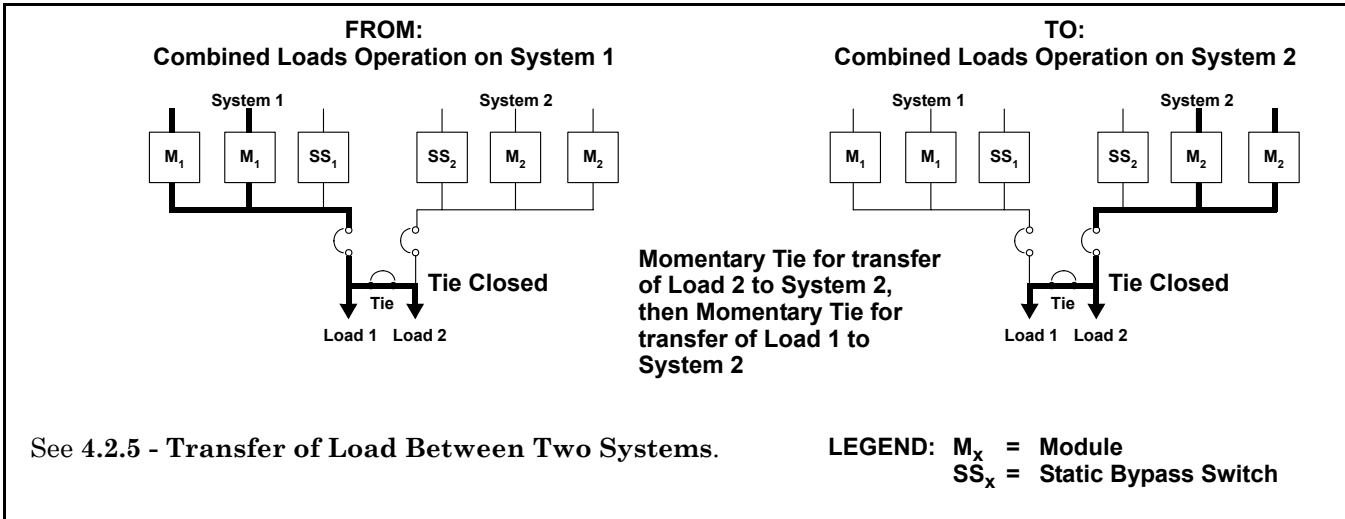 FROM:
Combined Loads Operation on System 1
System 1
System 2
M1
M1
SS1
SS2
M2
M2
Tie Closed
Tie
Load 1
Load 2
Momentary Tie for transfer
of Load 2 to System 2,
then Momentary Tie for
transfer of Load 1 to
System 2
TO:
Combined Loads Operation on System 2
System 1
System 2
M1
M1
SS1
SS2
M2
M2
Tie Closed
Tie
Load 1
Load 2
See 4.2.5 - Transfer of Load Between Two Systems.
LEGEND: Mx = Module
SSx = Static Bypass Switch